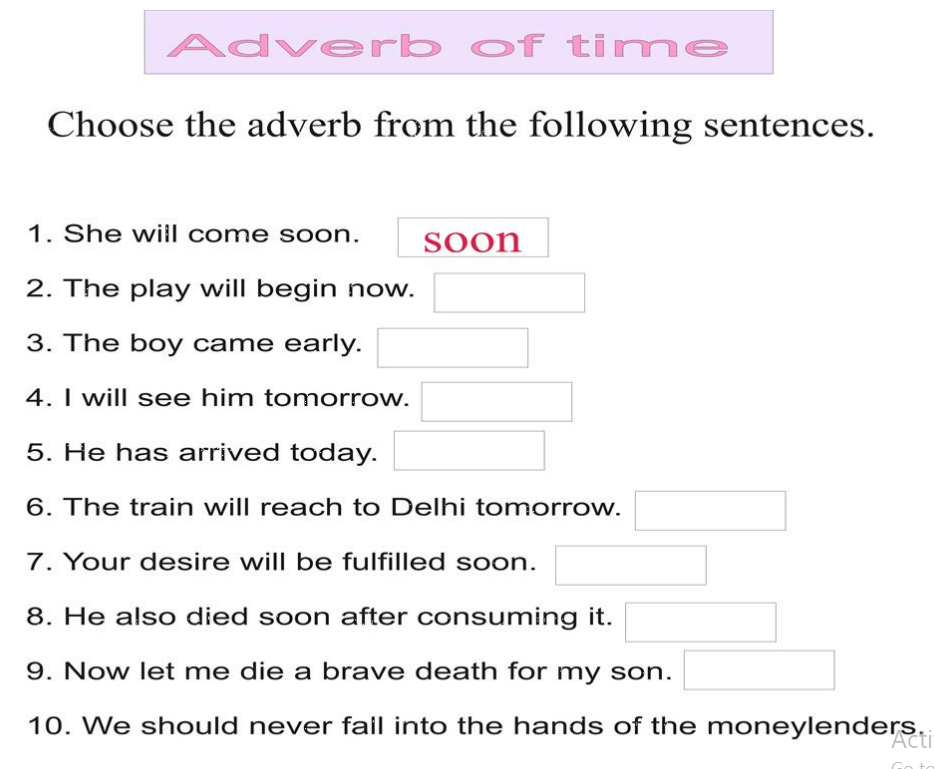 Adverb of time
Choose the adverb from the following sentences.
1. She will come soon. soon
2. The play will begin now.
3. The boy came early.
4. I will see him tomorrow.
5. He has arrived today.
6. The train will reach to Delhi tomorrow.
7. Your desire will be fulfilled soon.
8. He also died soon after consuming it.
9. Now let me die a brave death for my son.
10. We should never fall into the hands of the moneylenders.
Acti